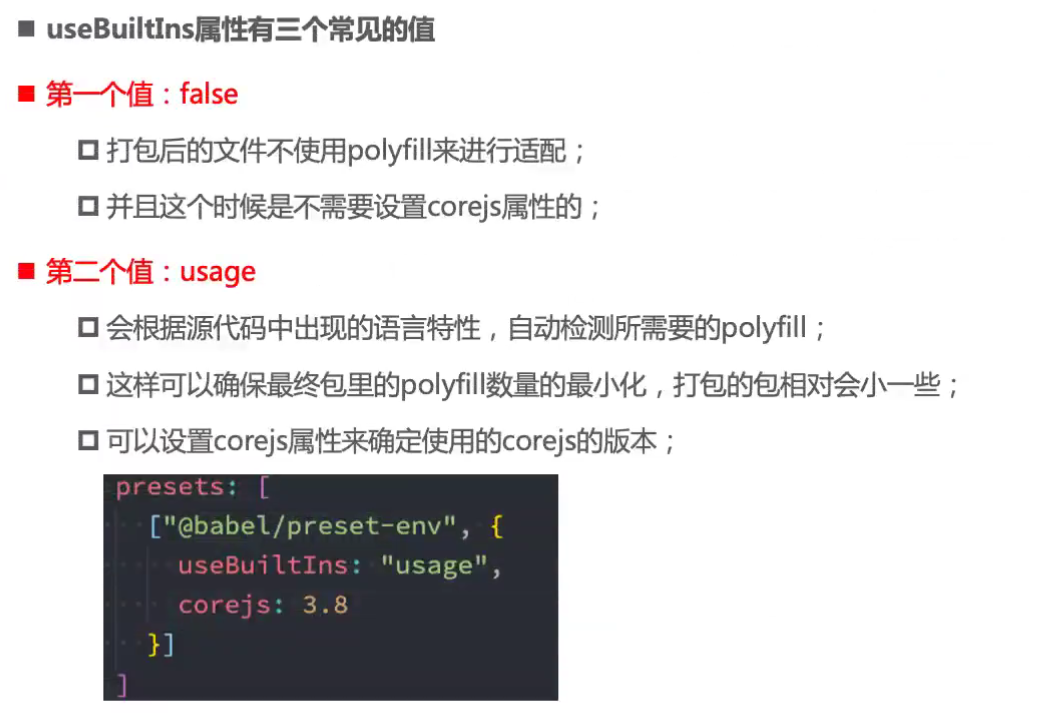 useBuiltIns属性有三个常见的值
第一个值：false
打包后的文件不使用polyfill来进行适配；
并且这个时候是不需要设置corejs属性的；
第二个值：usage
会根据源代码中出现的语言特性，自动检测所需要的polyfill；
这样可以确保最终包里的polyfill数量的最小化，打包的包相对会小一些；
可以设置corejs属性来确定使用的corejs的版本；
presets: [
["@babel/preset-env", {
useBuiltIns: "usage",
corejs: 3.8
}]
]